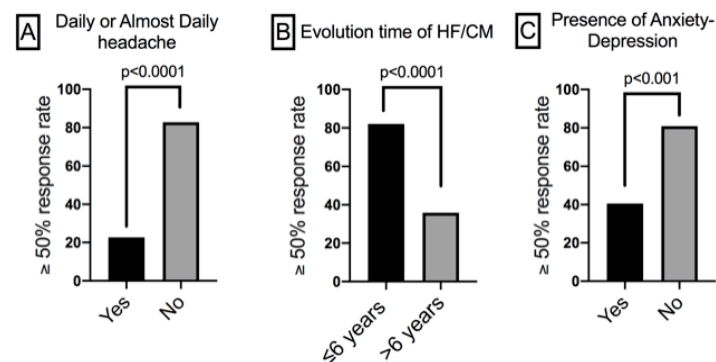 A
Daily or Almost Daily
headache
p<0.0001
≥ 50% response rate
100
80
60
40
20
0
Yes
No
B
Evolution time of HF/CM
p<0.0001
≥ 50% response rate
100
80
60
40
20
0
≤6 years
>6 years
C
Presence of Anxiety-
Depression
p<0.001
≥ 50% response rate
100
80
60
40
20
0
Yes
No